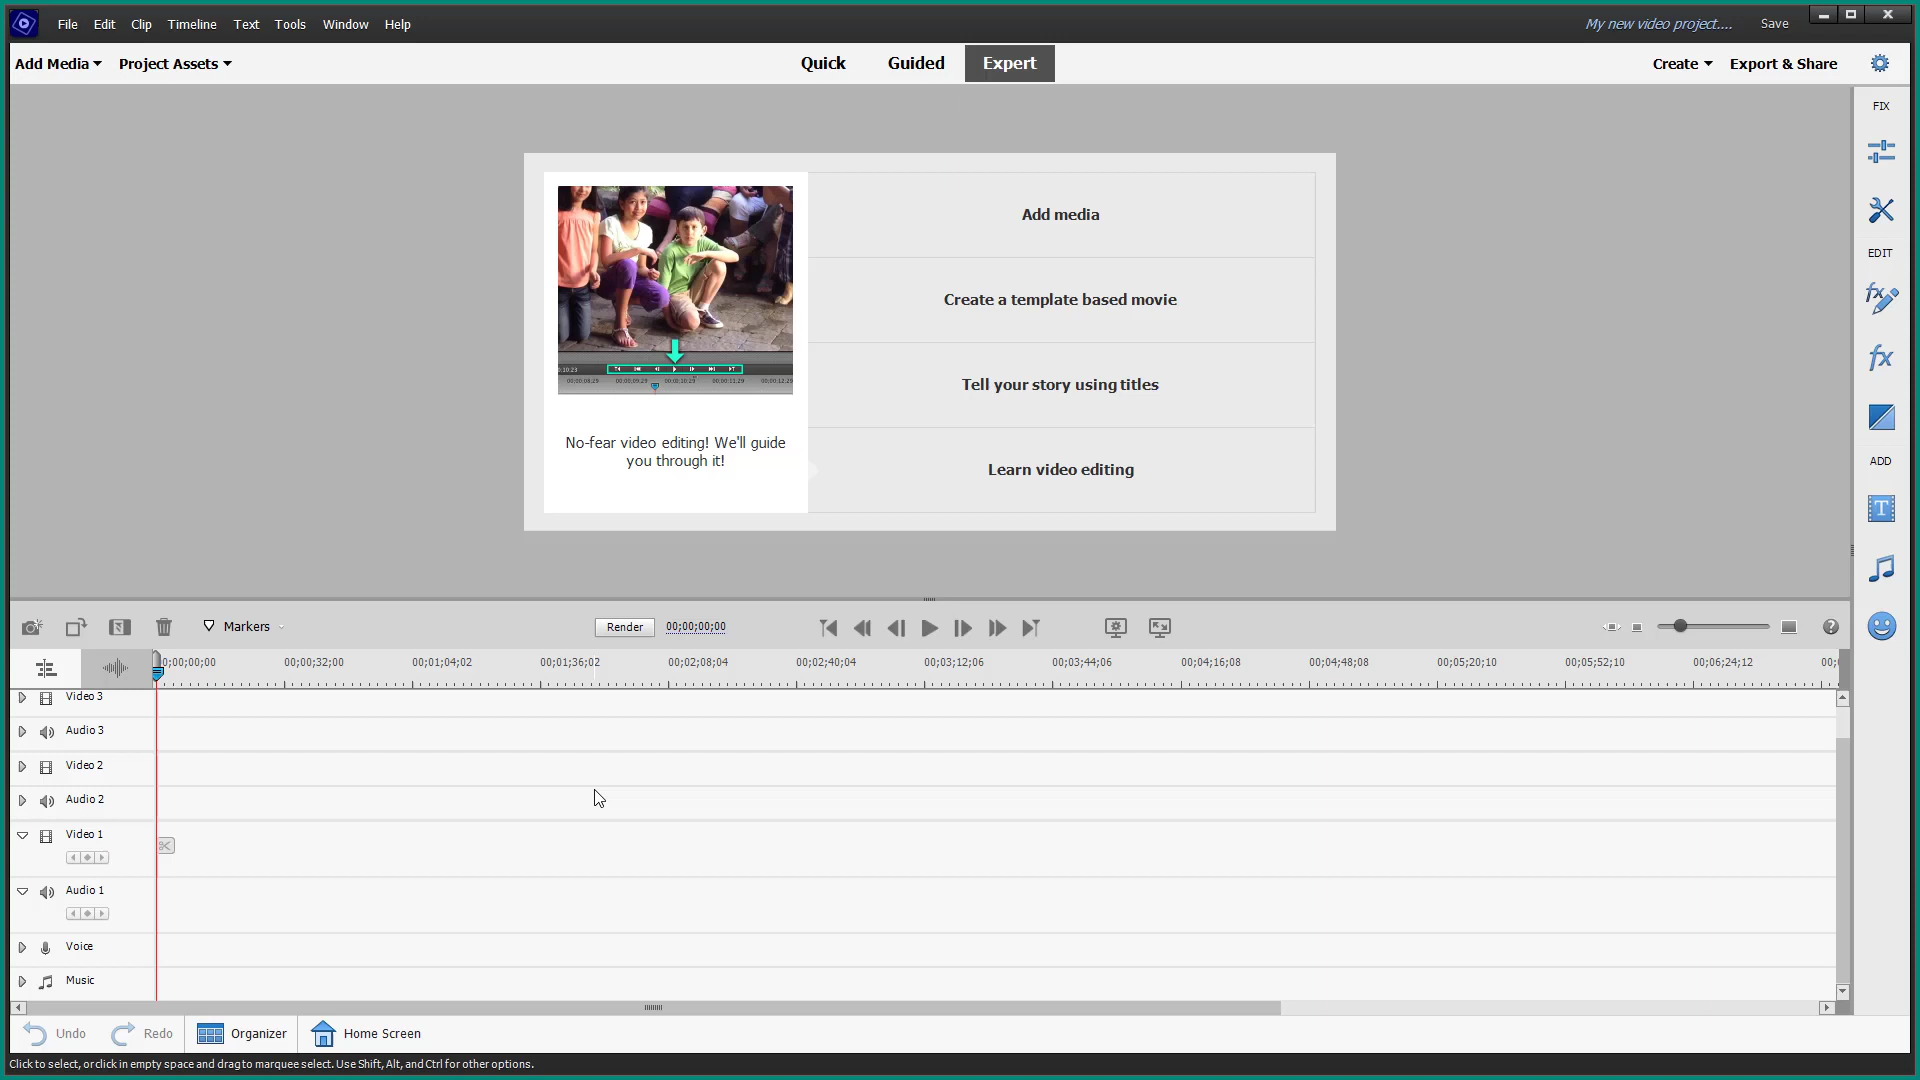 File Edit Clip Timeline Text Tools Window Help
My new video project.... Save
Add Media Project Assets
Quick Guided Expert
Create Export & Share
FIX
EDIT
ADD
Add media
Create a template based movie
Tell your story using titles
Learn video editing
No-fear video editing! We'll guide
you through it!
Markers
Render 00;00;00;00
0;00;00;00 00;00;32;00 00;01;04;02 00;01;36;02 00;02;08;04 00;02;40;04 00;03;12;06 00;03;44;06 00;04;16;08 00;04;48;08 00;05;20;10 00;05;52;10 00;06;24;12 00;
Video 3
Audio 3
Video 2
Audio 2
Video 1
Audio 1
Voice
Music
Undo Redo Organizer Home Screen
Click to select, or click in empty space and drag to marquee select. Use Shift, Alt, and Ctrl for other options.